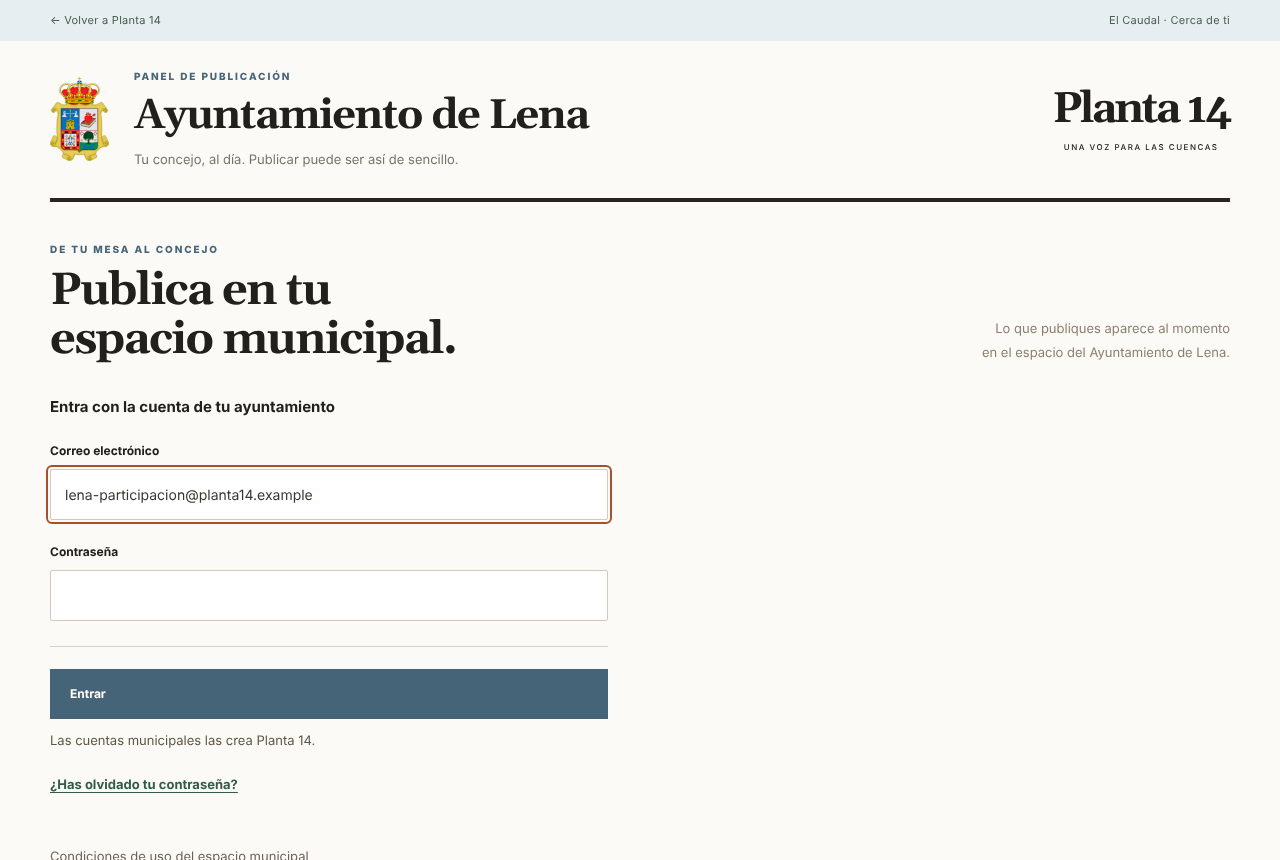 ← Volver a Planta 14
El Caudal · Cerca de ti
PANEL DE PUBLICACIÓN
Ayuntamiento de Lena
Tu concejo, al día. Publicar puede ser así de sencillo.
Planta 14
UNA VOZ PARA LAS CUENCAS
DE TU MESA AL CONCEJO
Publica en tu
espacio municipal.
Lo que publiques aparece al momento
en el espacio del Ayuntamiento de Lena.
Entra con la cuenta de tu ayuntamiento
Correo electrónico
lena-participacion@planta14.example
Contraseña
Entrar
Las cuentas municipales las crea Planta 14.
¿Has olvidado tu contraseña?
Condiciones de uso del espacio municipal